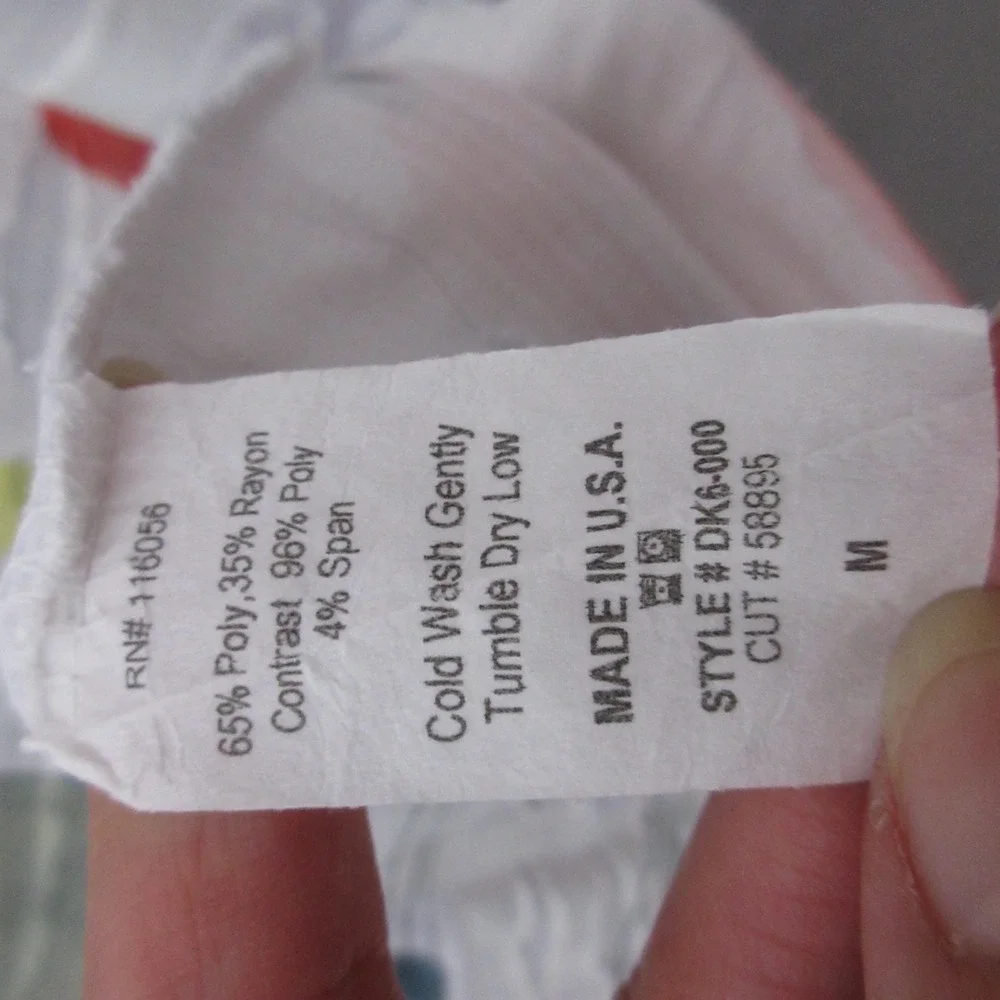 RN# 116056
65% Poly,35% Rayon
Contrast 96% Poly
4% Span
Cold Wash Gently
Tumble Dry Low
MADE IN U.S.A.
STYLE # DK6-000
CUT # 58895
M